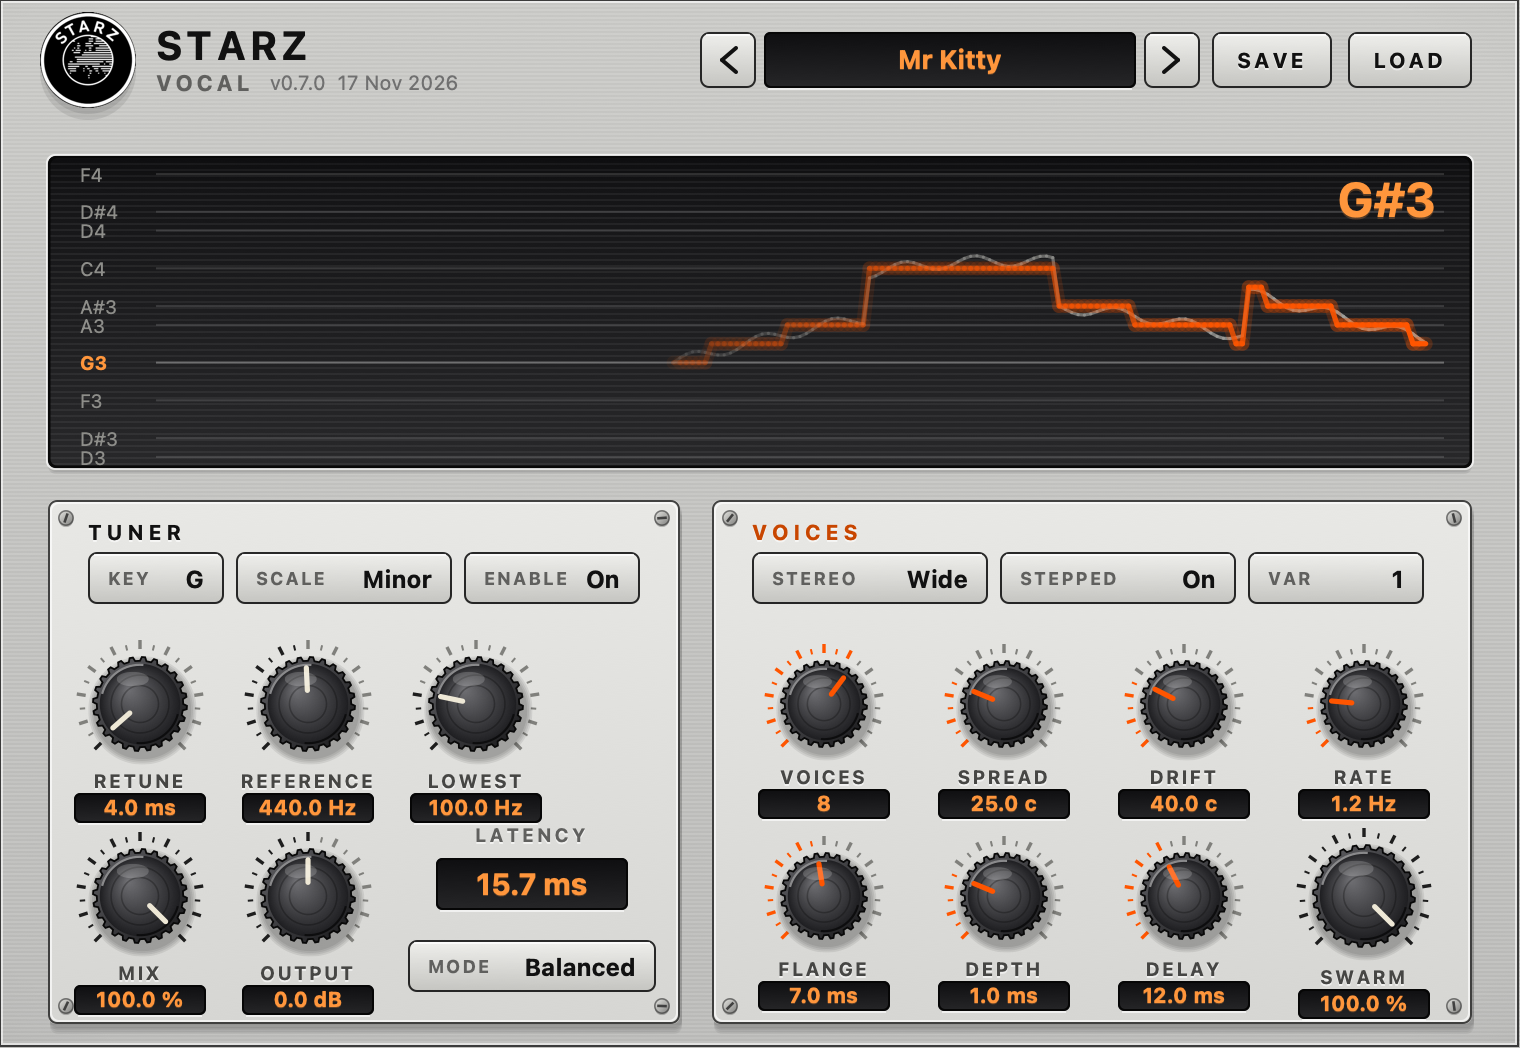 STARZ
STARZ
VOCAL v0.7.0 17 Nov 2026
Mr Kitty
SAVE
LOAD
F4
D#4
D4
C4
A#3
A3
G3
F3
D#3
D3
G#3
TUNER
KEY G
SCALE Minor
ENABLE On
RETUNE
4.0 ms
REFERENCE
440.0 Hz
LOWEST
100.0 Hz
MIX
100.0 %
OUTPUT
0.0 dB
LATENCY
15.7 ms
MODE Balanced
VOICES
STEREO Wide
STEPPED On
VAR 1
VOICES
8
SPREAD
25.0 c
DRIFT
40.0 c
RATE
1.2 Hz
FLANGE
7.0 ms
DEPTH
1.0 ms
DELAY
12.0 ms
SWARM
100.0 %